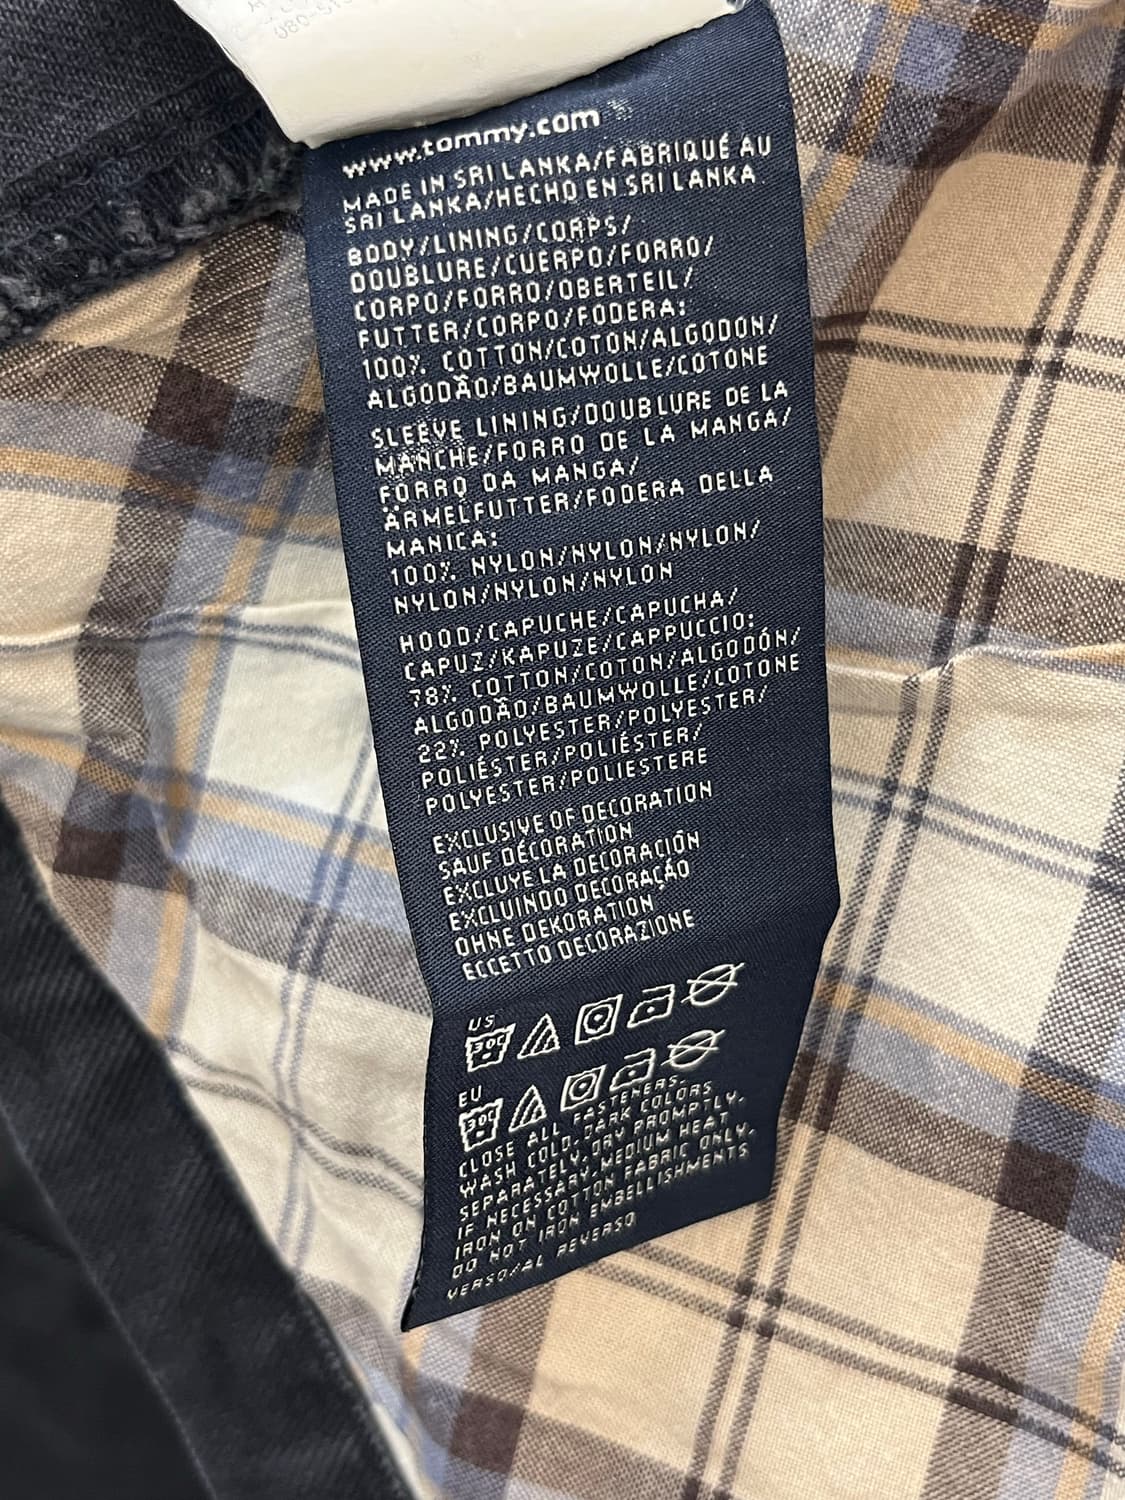 www.tommy.com
MADE IN SRI LANKA/FABRIQUÉ AU
SRI LANKA/HECHO EN SRI LANKA
BODY/LINING/CORPS/
DOUBLURE/CUERPO/FORRO/
CORPO/FORRO/OBERTEIL/
FUTTER/CORPO/FODERA:
100% COTTON/COTON/ALGODÓN/
ALGODÃO/BAUMWOLLE/COTONE
SLEEVE LINING/DOUBLURE DE LA
MANCHE/FORRO DE LA MANGA/
FORRO DA MANGA/
ÄRMELFUTTER/FODERA DELLA
MANICA:
100% NYLON/NYLON/NYLON/
NYLON/NYLON/NYLON
HOOD/CAPUCHE/CAPUCHA/
CAPUZ/KAPUZE/CAPPUCCIO:
78% COTTON/COTON/ALGODÓN/
ALGODÃO/BAUMWOLLE/COTONE
22% POLYESTER/POLYESTER/
POLIÉSTER/POLIÉSTER/
POLYESTER/POLIESTERE
EXCLUSIVE OF DECORATION
SAUF DÉCORATION
EXCLUYE LA DECORACIÓN
EXCLUINDO DECORAÇÃO
OHNE DEKORATION
ECCETTO DECORAZIONE
US
30C
EU
30C
CLOSE ALL FASTENERS.
WASH COLD, DARK COLORS
SEPARATELY. DRY PROMPTLY.
IF NECESSARY, MEDIUM HEAT
IRON ON COTTON FABRIC ONLY.
DO NOT IRON EMBELLISHMENTS
VERSO/AL REVERSO